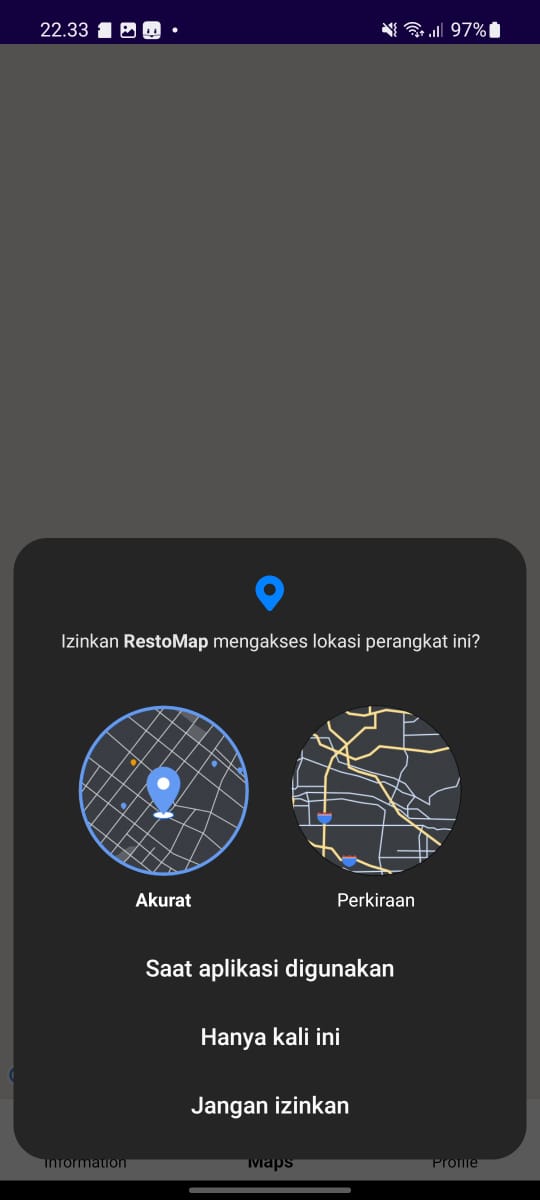 22.33
97%
Izinkan RestoMap mengakses lokasi perangkat ini?
Akurat
Perkiraan
Saat aplikasi digunakan
Hanya kali ini
Jangan izinkan
Information
Maps
Profile